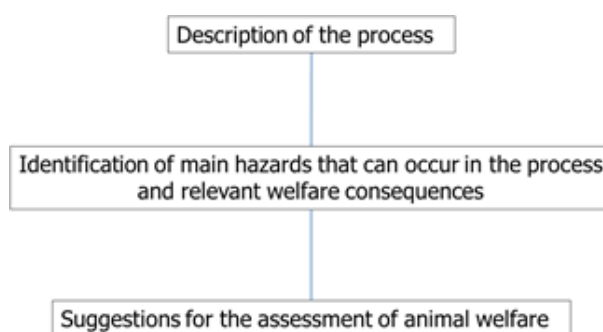 Description of the process
Identification of main hazards that can occur in the process
and relevant welfare consequences
Suggestions for the assessment of animal welfare